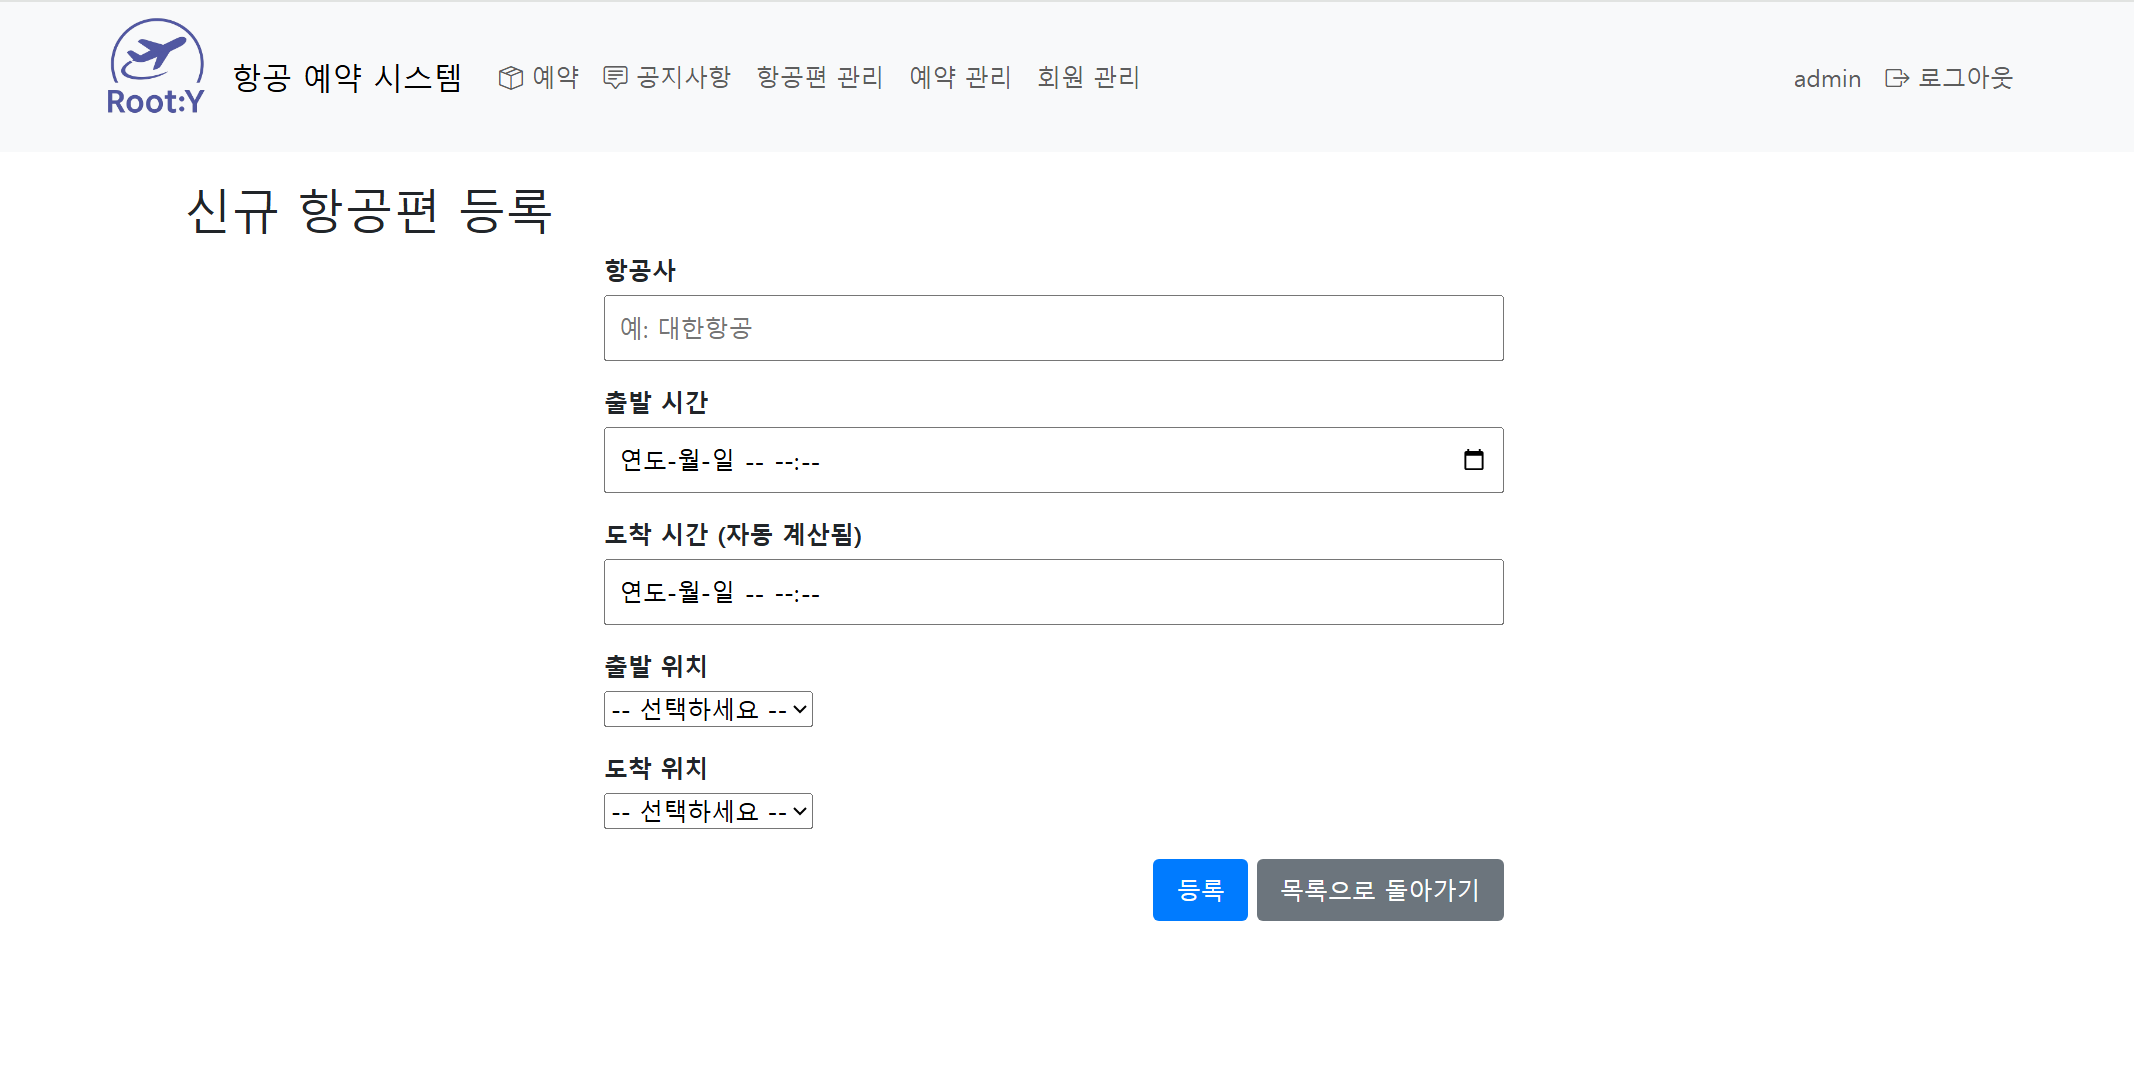 Root:Y
항공 예약 시스템 예약 공지사항 항공편 관리 예약 관리 회원 관리 admin 로그아웃
신규 항공편 등록
항공사
예: 대한항공
출발 시간
연도-월-일 -- --:--
도착 시간 (자동 계산됨)
연도-월-일 -- --:--
출발 위치
-- 선택하세요 --
도착 위치
-- 선택하세요 --
등록 목록으로 돌아가기